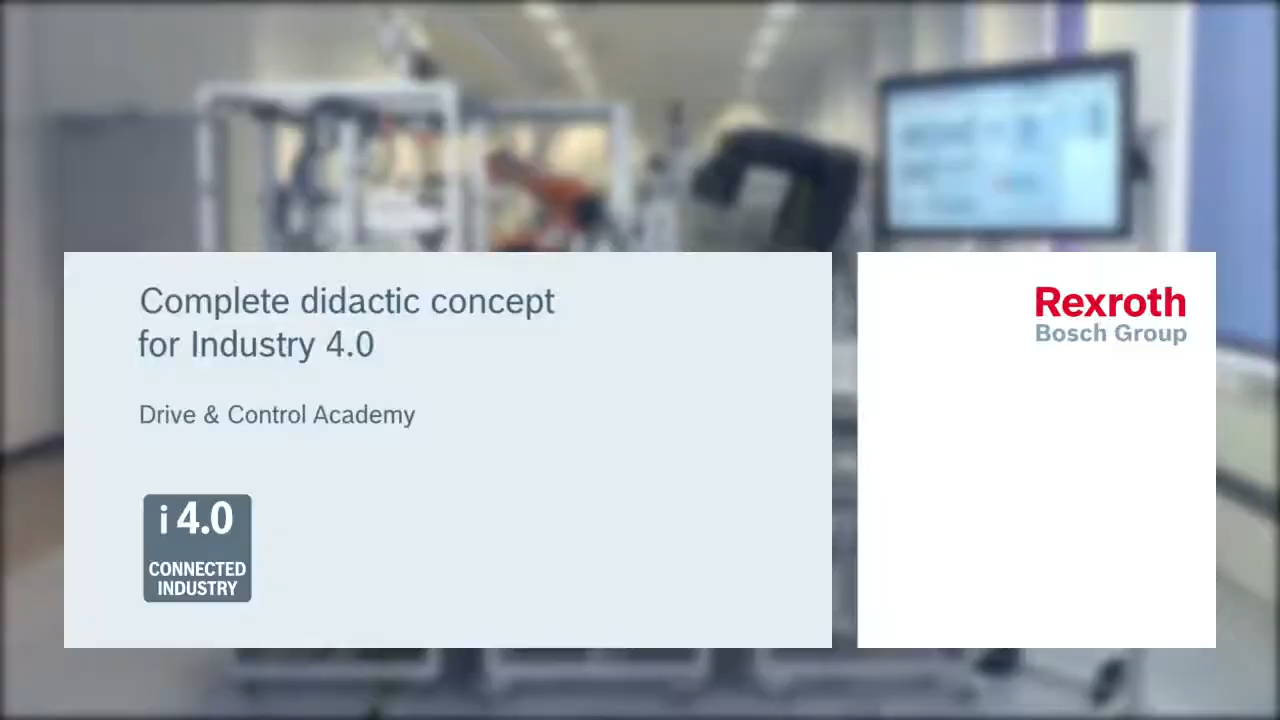 Complete didactic concept
for Industry 4.0
Drive & Control Academy
i 4.0
CONNECTED
INDUSTRY
Rexroth
Bosch Group